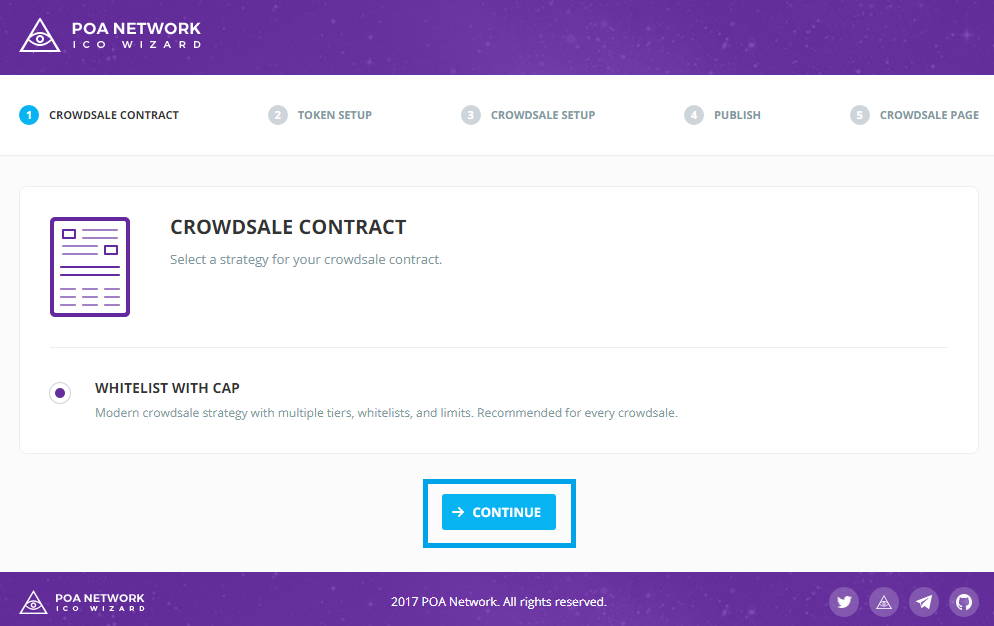 POA NETWORK
ICO WIZARD
1 CROWDSALE CONTRACT 2 TOKEN SETUP 3 CROWDSALE SETUP 4 PUBLISH 5 CROWDSALE PAGE
CROWDSALE CONTRACT
Select a strategy for your crowdsale contract.
WHITELIST WITH CAP
Modern crowdsale strategy with multiple tiers, whitelists, and limits. Recommended for every crowdsale.
CONTINUE
POA NETWORK
ICO WIZARD
2017 POA Network. All rights reserved.